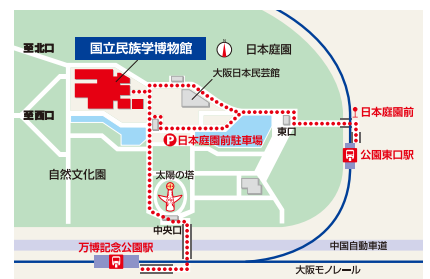 至北口
国立民族学博物館
日本庭園
大阪日本民芸館
至西口
日本庭園前
東口
P日本庭園前駐車場
公園東口駅
自然文化園
太陽の塔
中央口
万博記念公園駅
中国自動車道
大阪モノレール